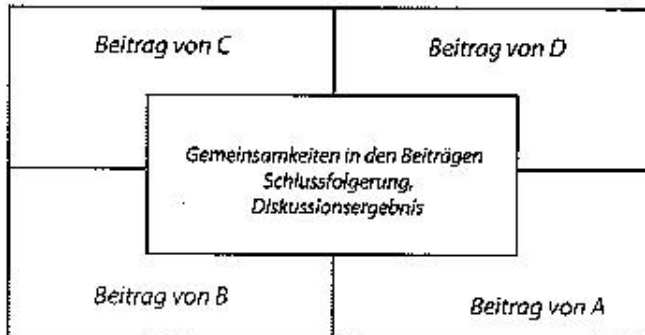 Beitrag von C
Beitrag von D
Gemeinsamkeiten in den Beiträgen
Schlussfolgerung,
Diskussionsergebnis
Beitrag von B
Beitrag von A